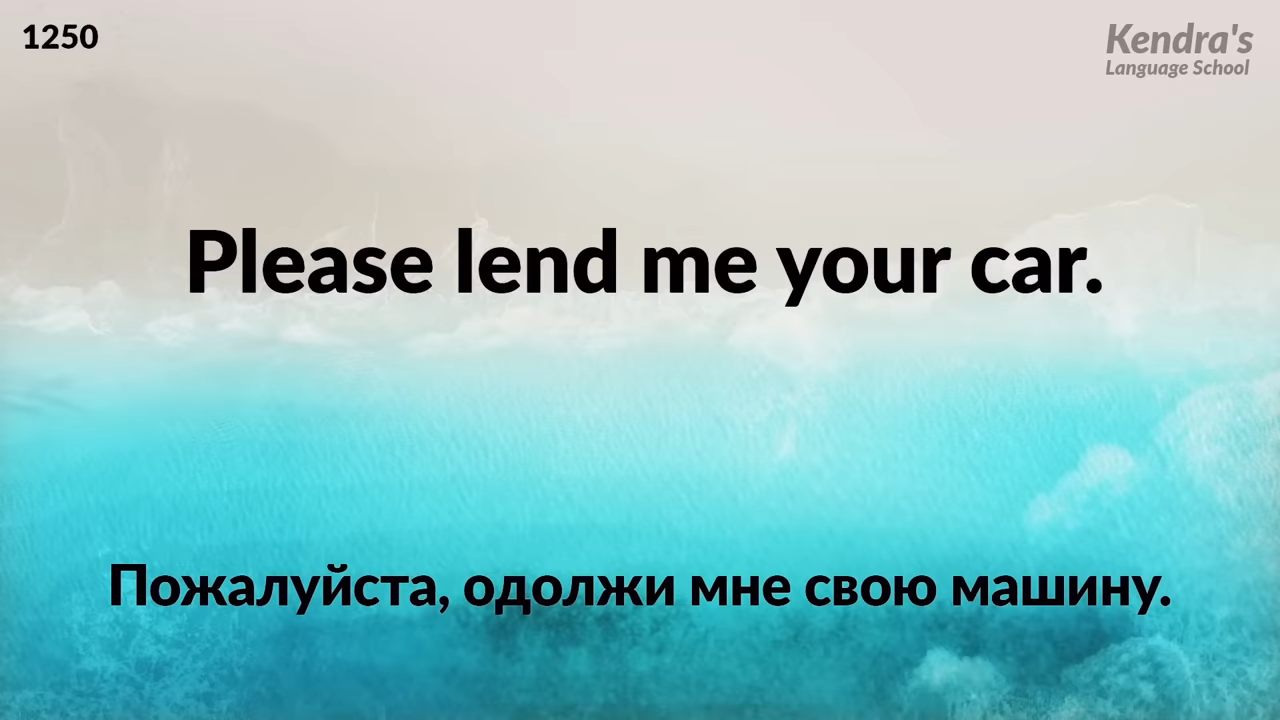 1250
Kendra's
Language School
Please lend me your car.
Пожалуйста, одолжи мне свою машину.